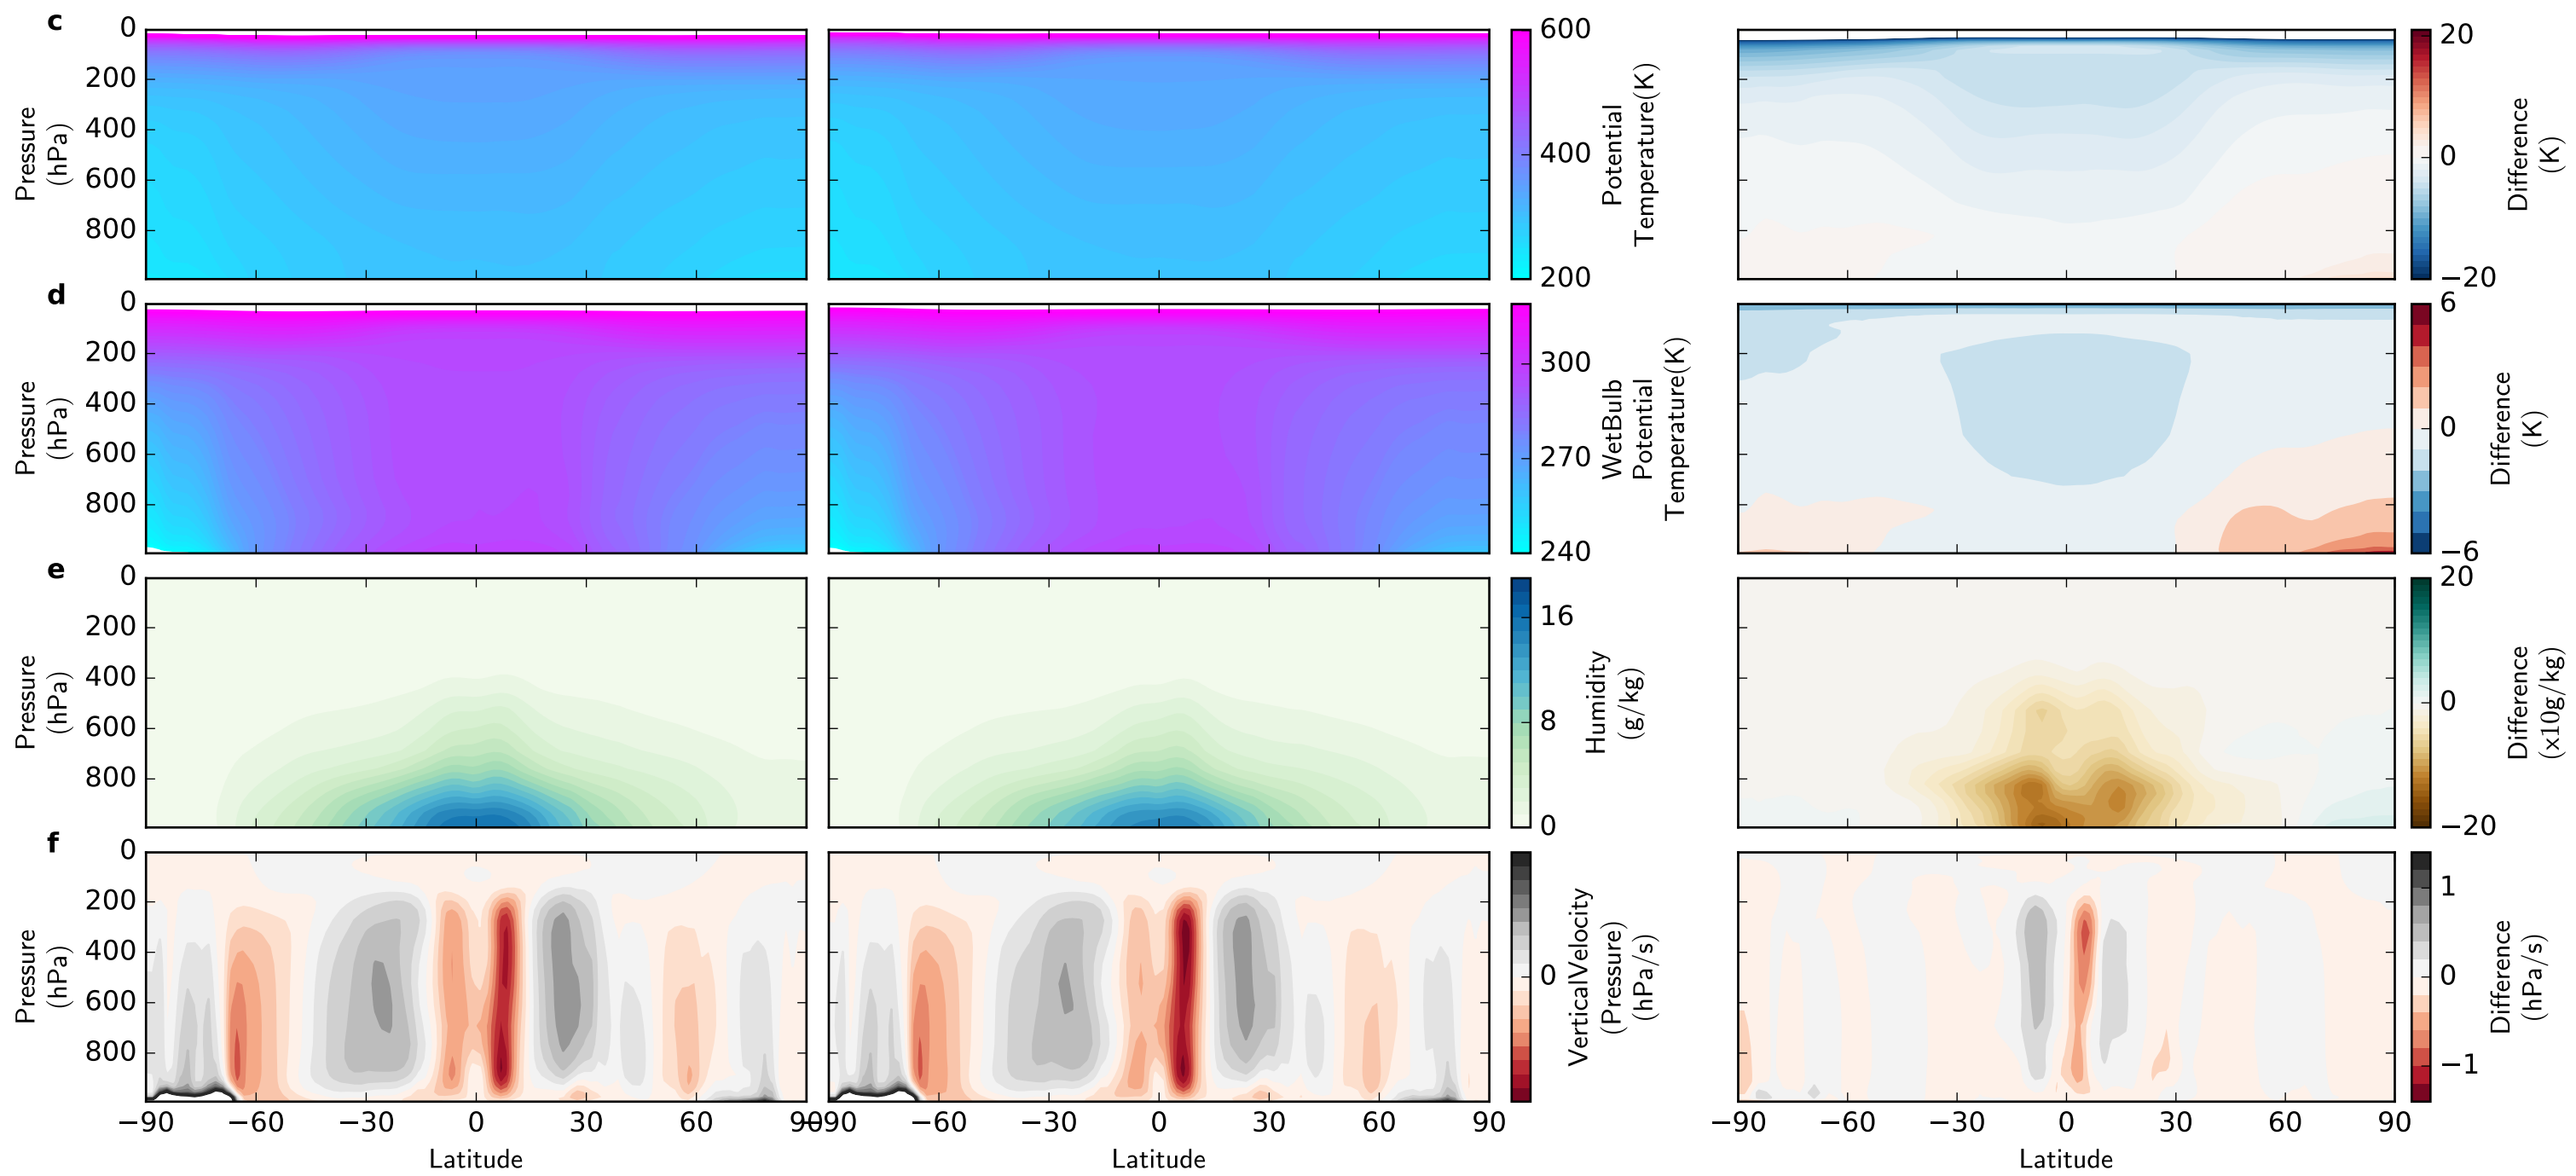 c
0
200
400
600
800
Pressure
(hPa)
600
400
200
Potential
Temperature(K)
20
0
−20
Difference
(K)
d
0
200
400
600
800
Pressure
(hPa)
300
270
240
WetBulb
Potential
Temperature(K)
6
0
−6
Difference
(K)
e
0
200
400
600
800
Pressure
(hPa)
16
8
0
Humidity
(g/kg)
20
0
−20
Difference
(x10g/kg)
f
0
200
400
600
800
Pressure
(hPa)
0
VerticalVelocity
(Pressure)
(hPa/s)
1
0
−1
Difference
(hPa/s)
−90 −60 −30 0 30 60 90
−90 −60 −30 0 30 60 90
−90 −60 −30 0 30 60 90
Latitude
Latitude
Latitude